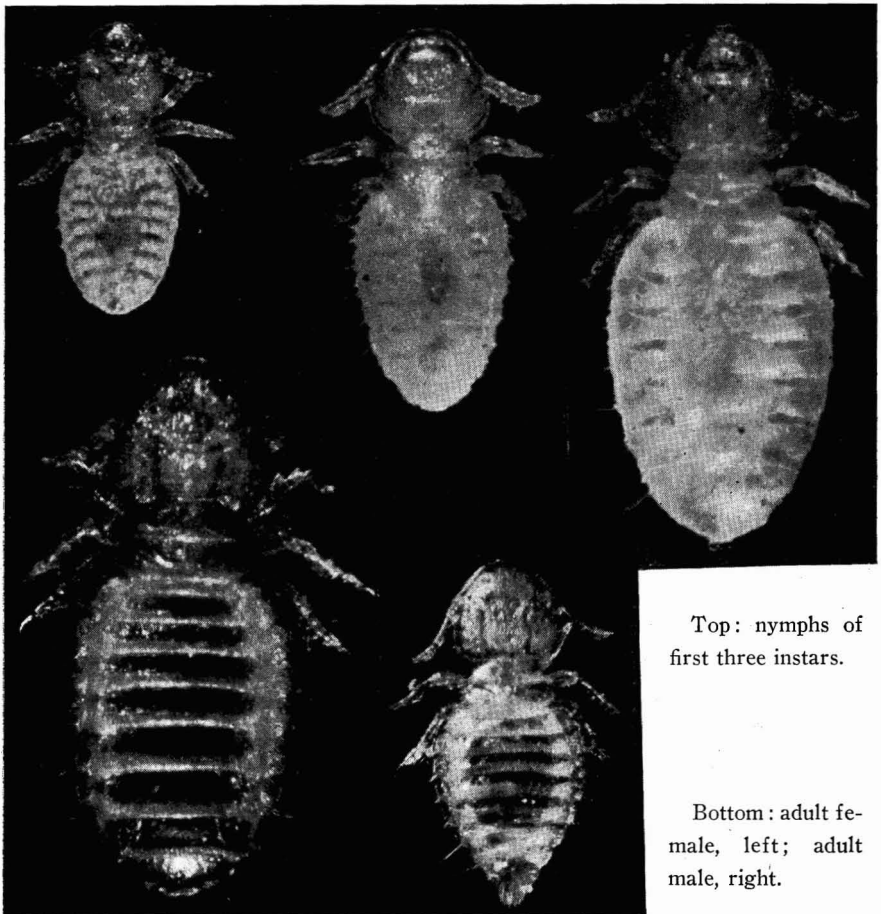 Top: nymphs of
first three instars.
Bottom: adult fe-
male, left; adult
male, right.